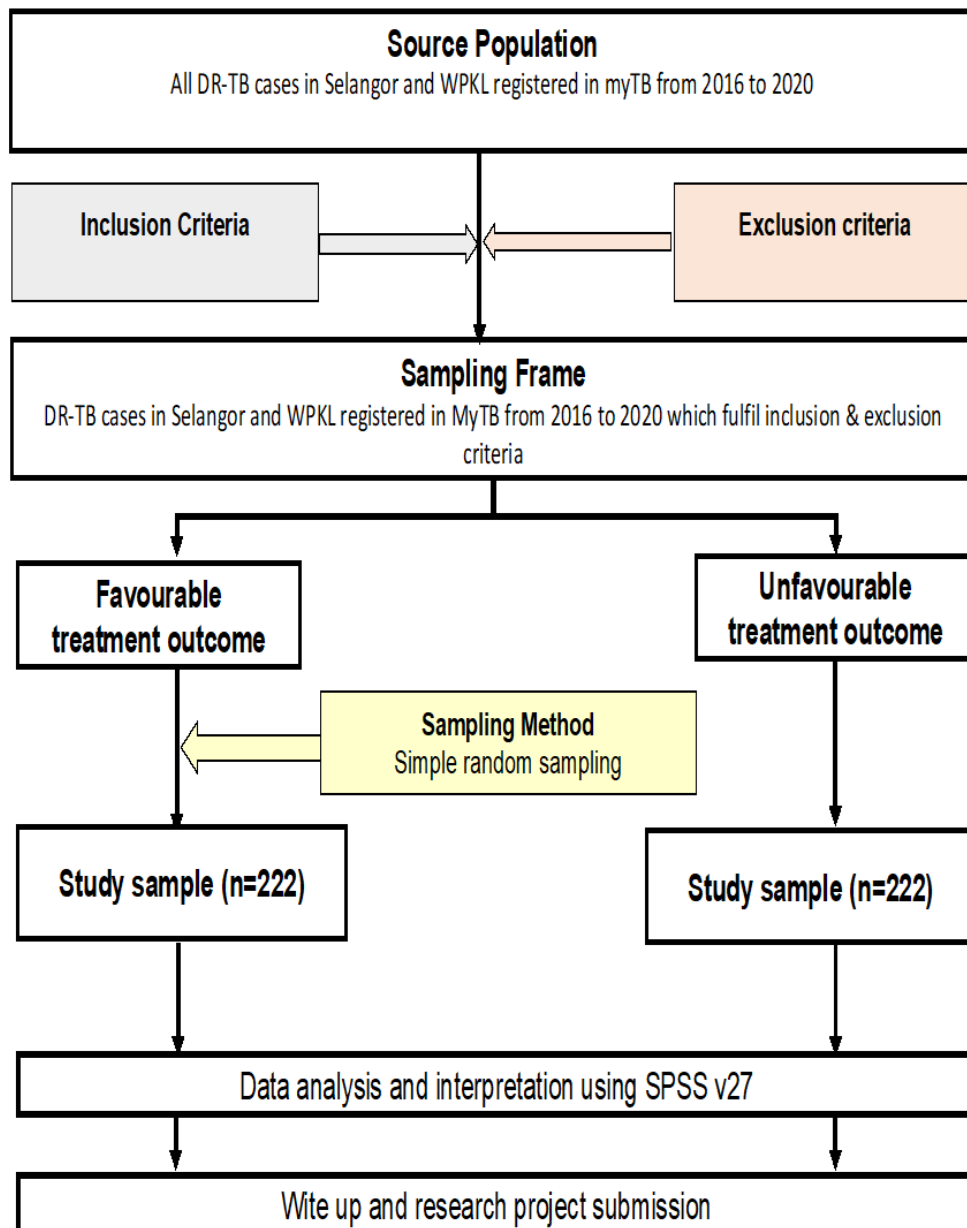 Source Population
All DR-TB cases in Selangor and WPKL registered in myTB from 2016 to 2020
Inclusion Criteria
Exclusion criteria
Sampling Frame
DR-TB cases in Selangor and WPKL registered in MyTB from 2016 to 2020 which fulfil inclusion & exclusion
criteria
Favourable
treatment outcome
Unfavourable
treatment outcome
Sampling Method
Simple random sampling
Study sample (n=222)
Study sample (n=222)
Data analysis and interpretation using SPSS v27
Wite up and research project submission